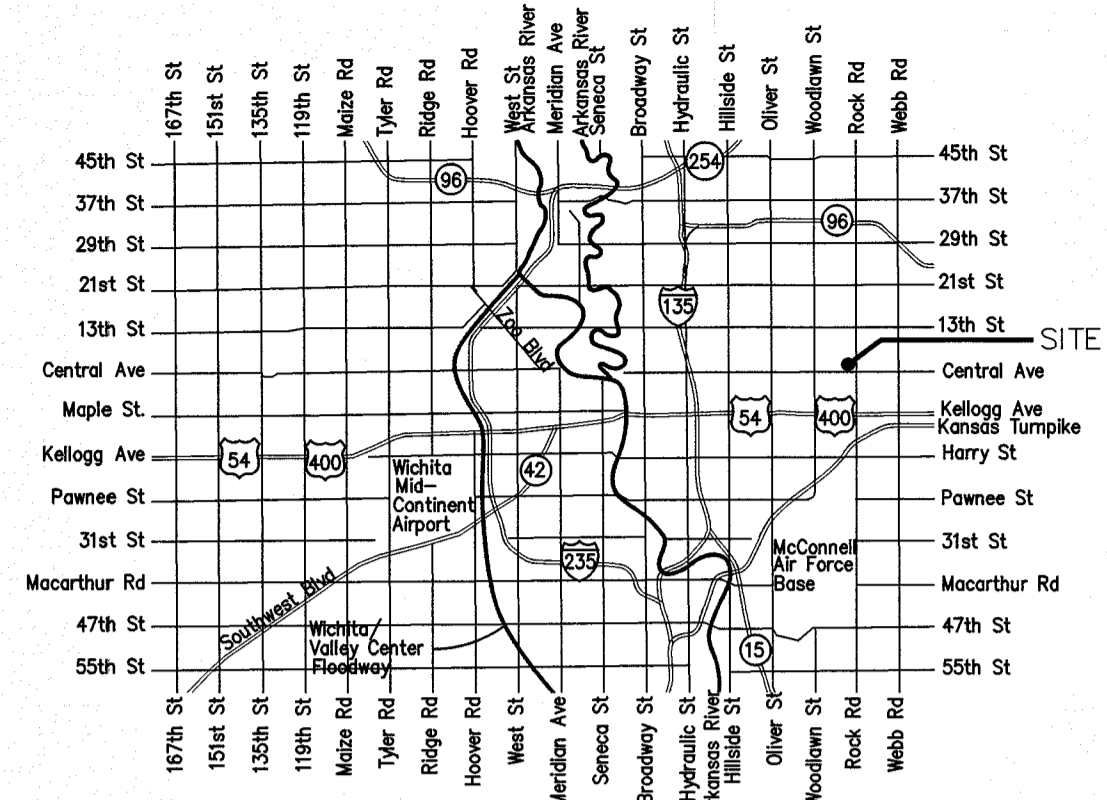 167th St
151st St
135th St
119th St
Maize Rd
Tyler Rd
Ridge Rd
Hoover Rd
West St
Arkansas River
Meridian Ave
Arkansas River
Seneca St
Broadway St
Hydraulic St
Hillside St
Oliver St
Woodlawn St
Rock Rd
Webb Rd
45th St
254
45th St
96
37th St
37th St
96
29th St
29th St
21st St
21st St
135
13th St
Zoo Blvd
13th St
SITE
Central Ave
Central Ave
Maple St.
54
400
Kellogg Ave
Kansas Turnpike
Kellogg Ave
54
400
Harry St
Wichita
Mid-
Continent
Airport
42
Pawnee St
Pawnee St
31st St
31st St
235
McConnell
Air Force
Base
Macarthur Rd
Macarthur Rd
Southwest Blvd
47th St
Wichita/
Valley Center
Floodway
47th St
15
55th St
55th St
167th St
151st St
135th St
119th St
Maize Rd
Tyler Rd
Ridge Rd
Hoover Rd
West St
Meridian Ave
Seneca St
Broadway St
Hydraulic St
rkansas River
Hillside St
Oliver St
Woodlawn St
Rock Rd
Webb Rd